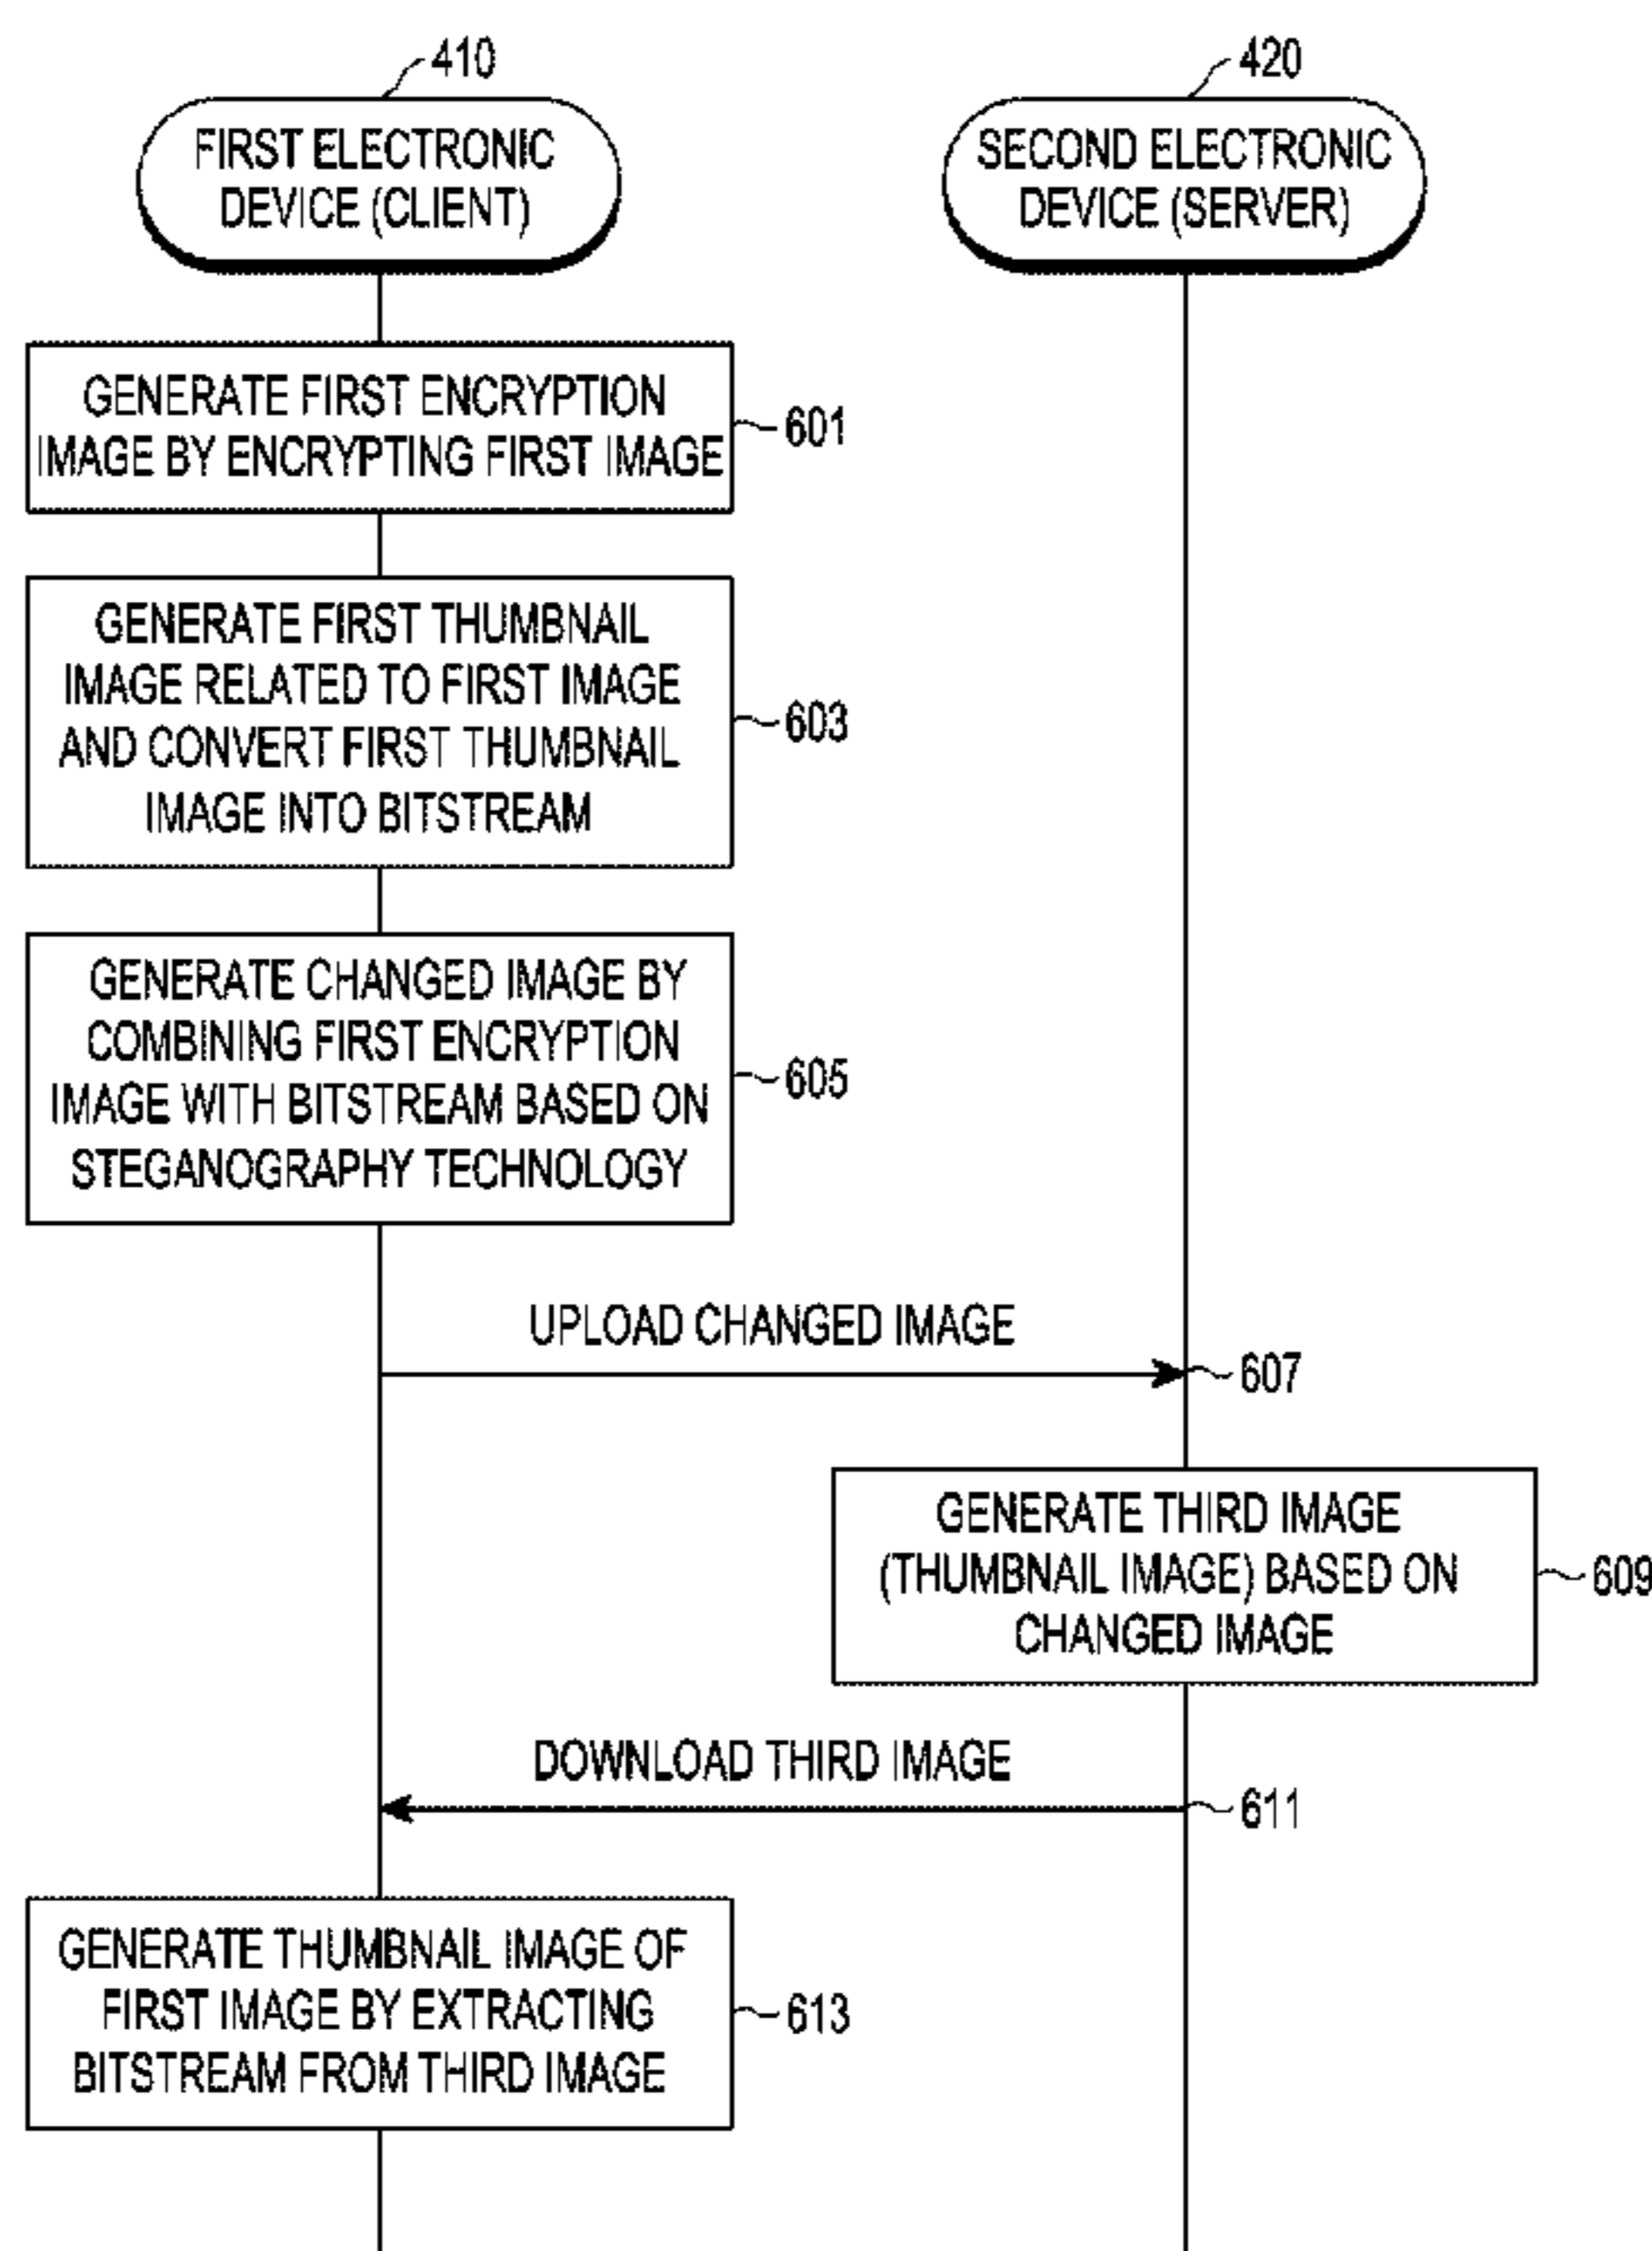 410
FIRST ELECTRONIC
DEVICE (CLIENT)
420
SECOND ELECTRONIC
DEVICE (SERVER)
GENERATE FIRST ENCRYPTION
IMAGE BY ENCRYPTING FIRST IMAGE
601
GENERATE FIRST THUMBNAIL
IMAGE RELATED TO FIRST IMAGE
AND CONVERT FIRST THUMBNAIL
IMAGE INTO BITSTREAM
603
GENERATE CHANGED IMAGE BY
COMBINING FIRST ENCRYPTION
IMAGE WITH BITSTREAM BASED ON
STEGANOGRAPHY TECHNOLOGY
605
UPLOAD CHANGED IMAGE
607
GENERATE THIRD IMAGE
(THUMBNAIL IMAGE) BASED ON
CHANGED IMAGE
609
DOWNLOAD THIRD IMAGE
611
GENERATE THUMBNAIL IMAGE OF
FIRST IMAGE BY EXTRACTING
BITSTREAM FROM THIRD IMAGE
613